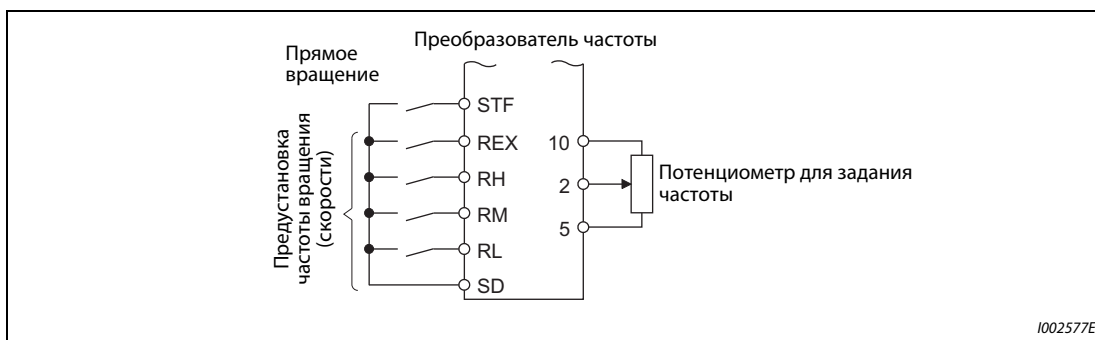 Преобразователь частоты
Прямое
вращение
STF
REX
RH
RM
RL
SD
Предустановка
частоты вращения
(скорости)
10
2
5
Потенциометр для задания
частоты
I002577E